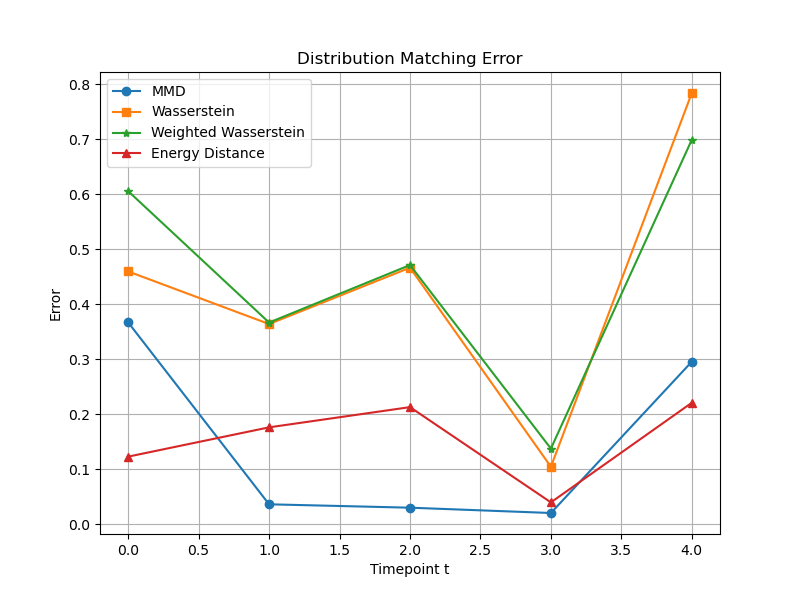 Distribution Matching Error
MMD
Wasserstein
Weighted Wasserstein
Energy Distance
Error
0.8
0.7
0.6
0.5
0.4
0.3
0.2
0.1
0.0
0.0 0.5 1.0 1.5 2.0 2.5 3.0 3.5 4.0
Timepoint t